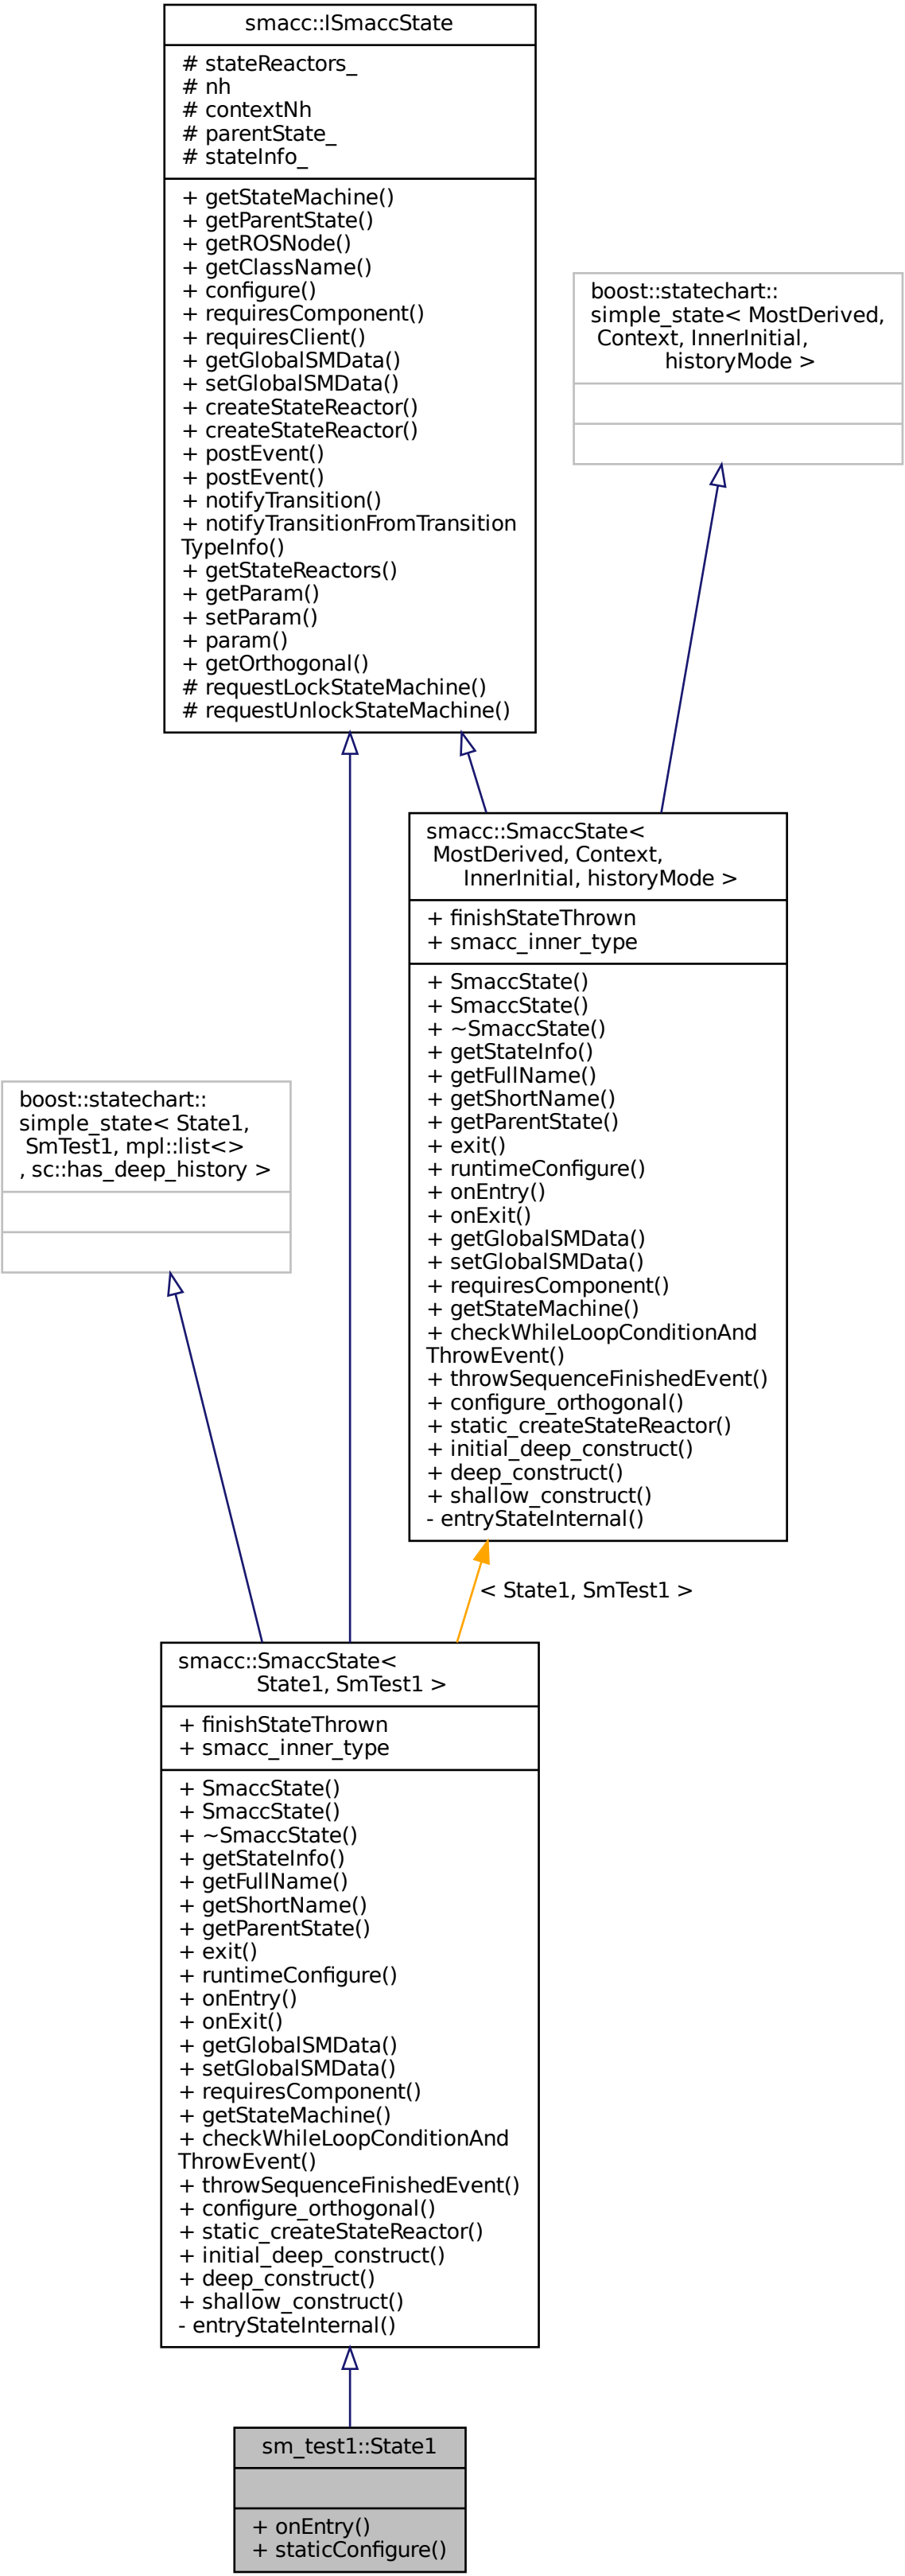 smacc::ISmaccState
# stateReactors_
# nh
# contextNh
# parentState_
# stateInfo_
+ getStateMachine()
+ getParentState()
+ getROSNode()
+ getClassName()
+ configure()
+ requiresComponent()
+ requiresClient()
+ getGlobalSMData()
+ setGlobalSMData()
+ createStateReactor()
+ createStateReactor()
+ postEvent()
+ postEvent()
+ notifyTransition()
+ notifyTransitionFromTransition
TypeInfo()
+ getStateReactors()
+ getParam()
+ setParam()
+ param()
+ getOrthogonal()
# requestLockStateMachine()
# requestUnlockStateMachine()
boost::statechart::
simple_state< MostDerived,
Context, InnerInitial,
historyMode >
smacc::SmaccState<
MostDerived, Context,
InnerInitial, historyMode >
+ finishStateThrown
+ smacc_inner_type
+ SmaccState()
+ SmaccState()
+ ~SmaccState()
+ getStateInfo()
+ getFullName()
+ getShortName()
+ getParentState()
+ exit()
+ runtimeConfigure()
+ onEntry()
+ onExit()
+ getGlobalSMData()
+ setGlobalSMData()
+ requiresComponent()
+ getStateMachine()
+ checkWhileLoopConditionAnd
ThrowEvent()
+ throwSequenceFinishedEvent()
+ configure_orthogonal()
+ static_createStateReactor()
+ initial_deep_construct()
+ deep_construct()
+ shallow_construct()
- entryStateInternal()
boost::statechart::
simple_state< State1,
SmTest1, mpl::list<>
, sc::has_deep_history >
< State1, SmTest1 >
smacc::SmaccState<
State1, SmTest1 >
+ finishStateThrown
+ smacc_inner_type
+ SmaccState()
+ SmaccState()
+ ~SmaccState()
+ getStateInfo()
+ getFullName()
+ getShortName()
+ getParentState()
+ exit()
+ runtimeConfigure()
+ onEntry()
+ onExit()
+ getGlobalSMData()
+ setGlobalSMData()
+ requiresComponent()
+ getStateMachine()
+ checkWhileLoopConditionAnd
ThrowEvent()
+ throwSequenceFinishedEvent()
+ configure_orthogonal()
+ static_createStateReactor()
+ initial_deep_construct()
+ deep_construct()
+ shallow_construct()
- entryStateInternal()
sm_test1::State1
+ onEntry()
+ staticConfigure()